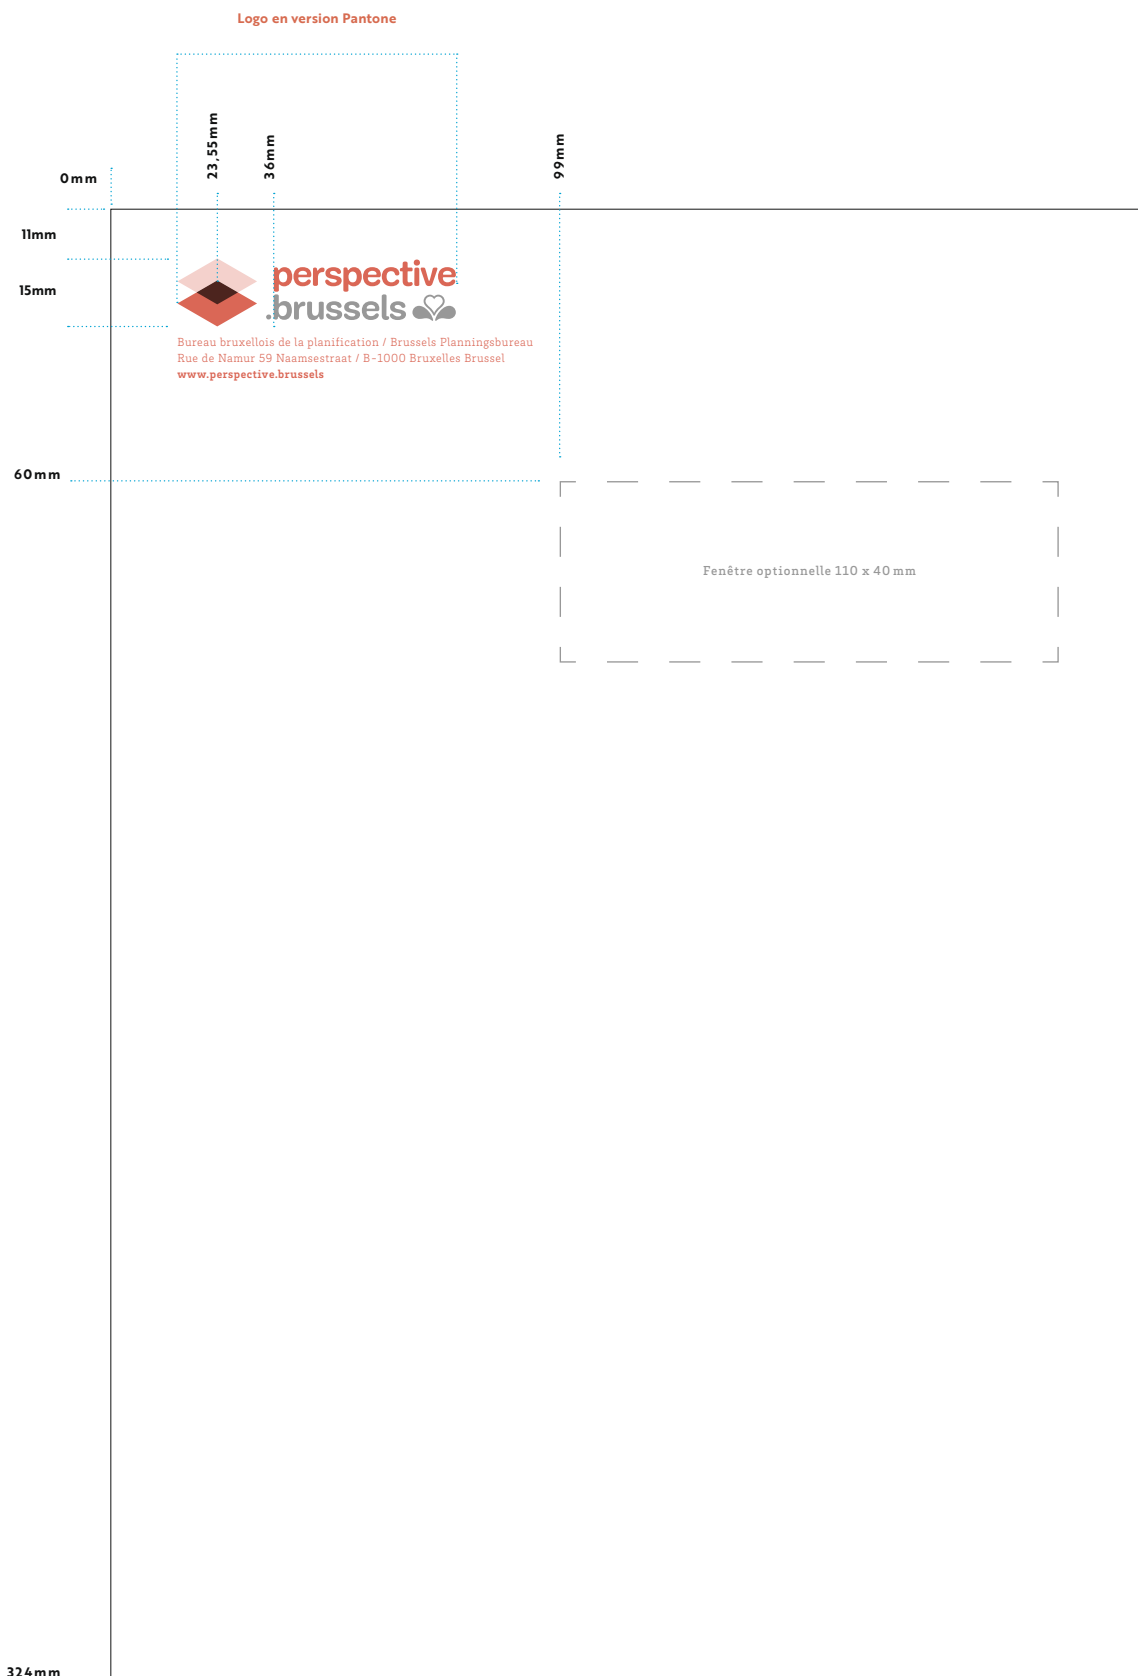 Logo en version Pantone
23,55mm
36mm
99mm
0mm
11mm
15mm
perspective
.brussels
Bureau bruxellois de la planification / Brussels Planningsbureau
Rue de Namur 59 Naamsestraat / B-1000 Bruxelles Brussel
www.perspective.brussels
60mm
Fenêtre optionnelle 110 x 40 mm
324mm